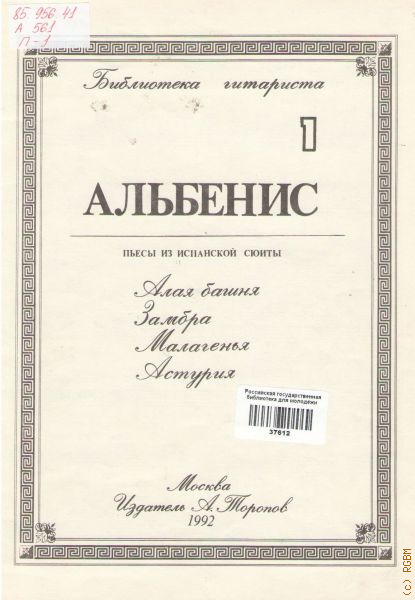 85.956.41
А 561
П-1
Библиотека гитариста
1
АЛЬБЕНИС
ПЬЕСЫ ИЗ ИСПАНСКОЙ СЮИТЫ
Алая башня
Замбра
Малагенья
Астурия
Российская государственная
библиотека для молодежи
37612
Москва
Издатель А. Торопов
1992
(c) RGBM